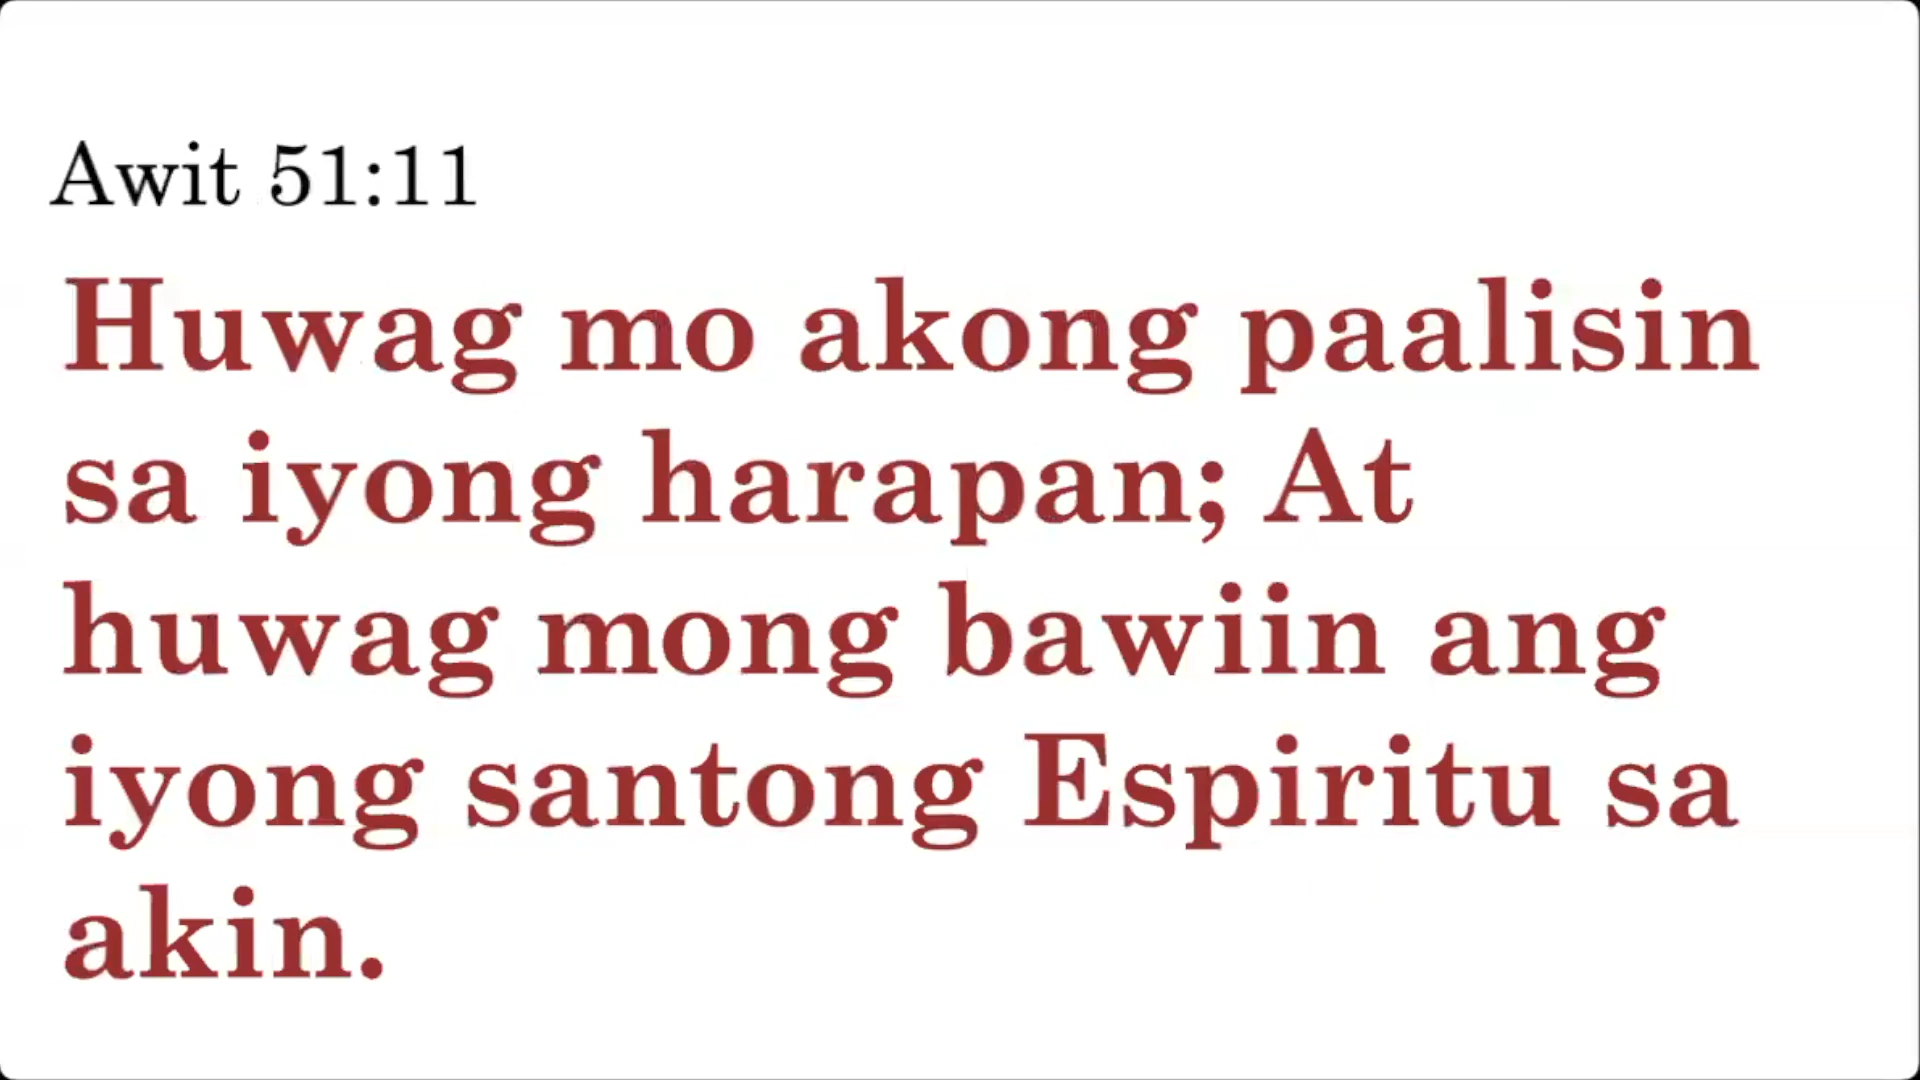 Awit 51:11
Huwag mo akong paalisin
sa iyong harapan; At
huwag mong bawiin ang
iyong santong Espiritu sa
akin.